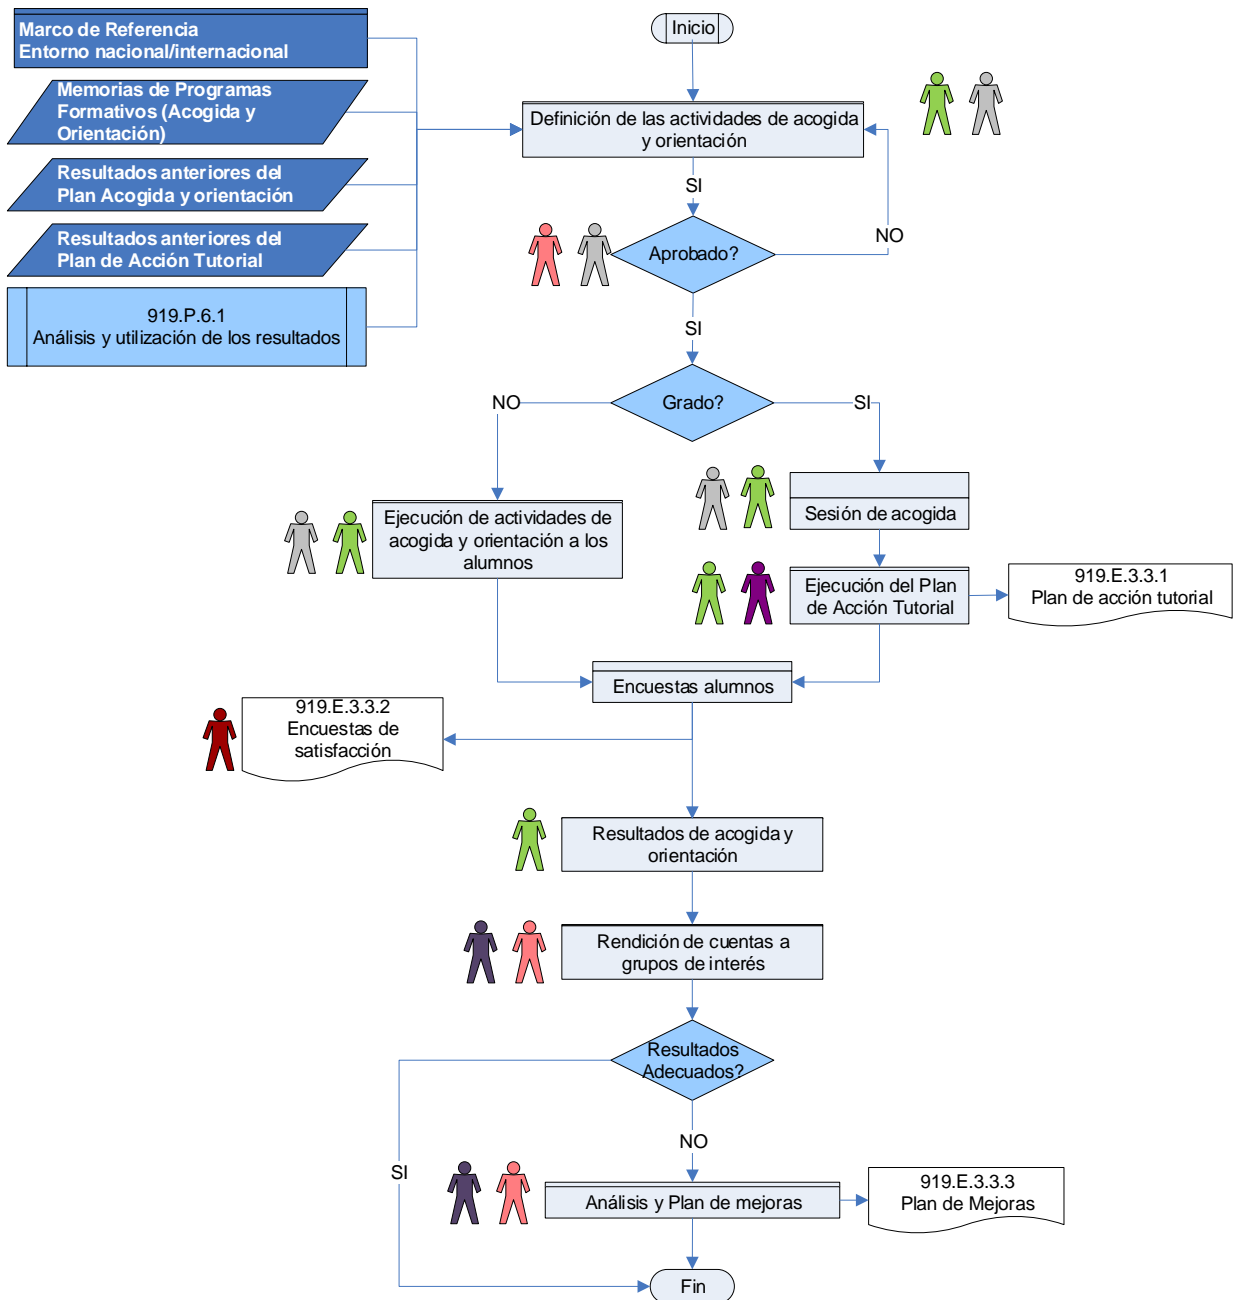 Marco de Referencia
Entorno nacional/internacional
Memorias de Programas
Formativos (Acogida y
Orientación)
Resultados anteriores del
Plan Acogida y orientación
Resultados anteriores del
Plan de Acción Tutorial
919.P.6.1
Análisis y utilización de los resultados
Inicio
Definición de las actividades de acogida
y orientación
SI
Aprobado?
NO
SI
Grado?
NO
SI
Ejecución de actividades de
acogida y orientación a los
alumnos
Sesión de acogida
Ejecución del Plan
de Acción Tutorial
919.E.3.3.1
Plan de acción tutorial
Encuestas alumnos
919.E.3.3.2
Encuestas de
satisfacción
Resultados de acogida y
orientación
Rendición de cuentas a
grupos de interés
Resultados
Adecuados?
NO
SI
Análisis y Plan de mejoras
919.E.3.3.3
Plan de Mejoras
Fin